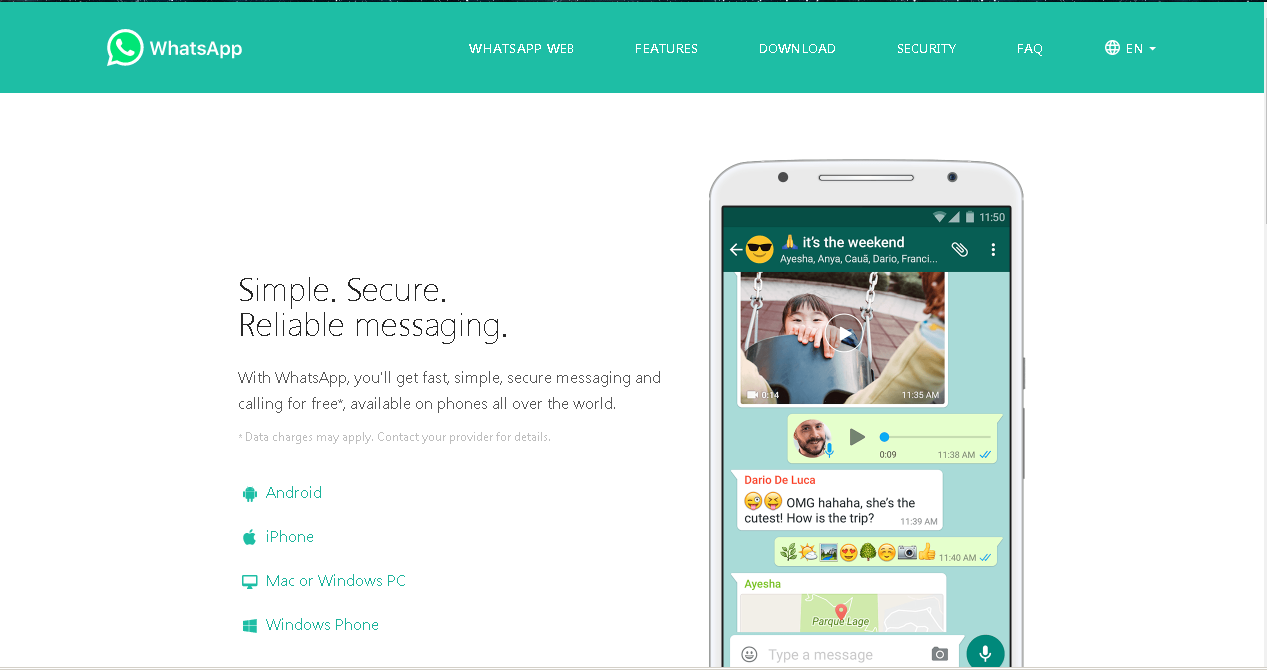 WhatsApp
WHATSAPP WEB
FEATURES
DOWNLOAD
SECURITY
FAQ
EN
Simple. Secure.
Reliable messaging.
With WhatsApp, you'll get fast, simple, secure messaging and
calling for free*, available on phones all over the world.
* Data charges may apply. Contact your provider for details.
Android
iPhone
Mac or Windows PC
Windows Phone
11:50
it's the weekend
Ayesha, Anya, Cauã, Dario, Franci...
0:14
11:35 AM
0:09
11:38 AM
Dario De Luca
OMG hahaha, she's the
cutest! How is the trip?
11:39 AM
11:40 AM
Ayesha
Parque Lage
Type a message